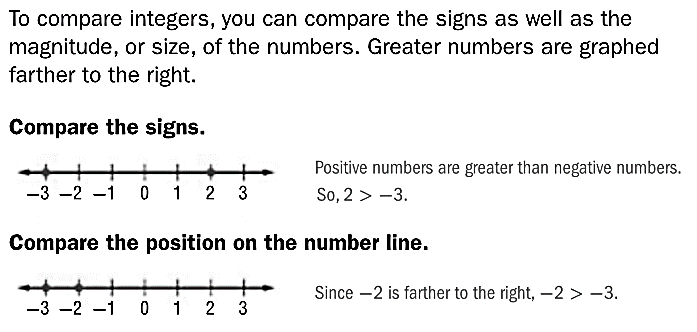 To compare integers, you can compare the signs as well as the
magnitude, or size, of the numbers. Greater numbers are graphed
farther to the right.
Compare the signs.
−3 −2 −1 0 1 2 3
Positive numbers are greater than negative numbers.
So, 2 > −3.
Compare the position on the number line.
−3 −2 −1 0 1 2 3
Since −2 is farther to the right, −2 > −3.